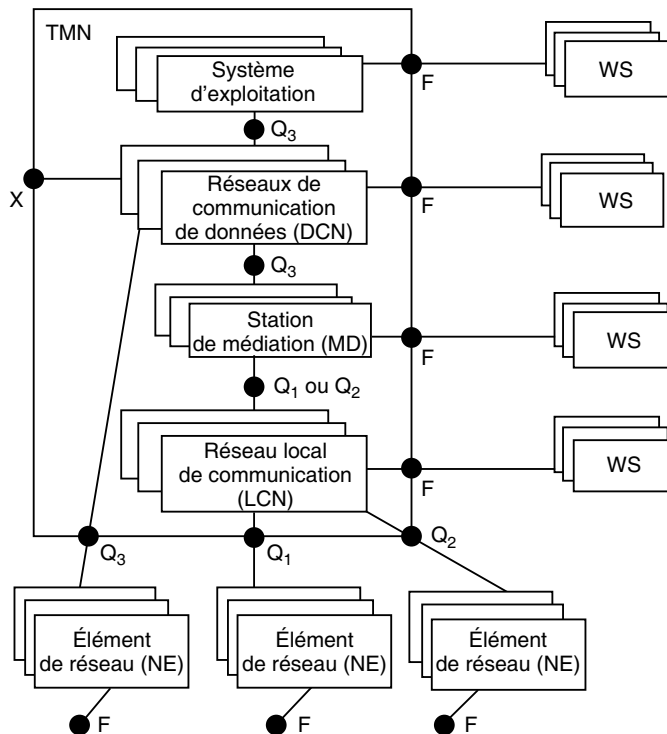 TMN
Système
d'exploitation
F
WS
Q₃
X
Réseaux de
communication
de données (DCN)
F
WS
Q₃
Station
de médiation (MD)
F
WS
Q₁ ou Q₂
Réseau local
de communication
(LCN)
F
WS
Q₃
Q₁
Q₂
Élément
de réseau (NE)
Élément
de réseau (NE)
Élément
de réseau (NE)
F
F
F